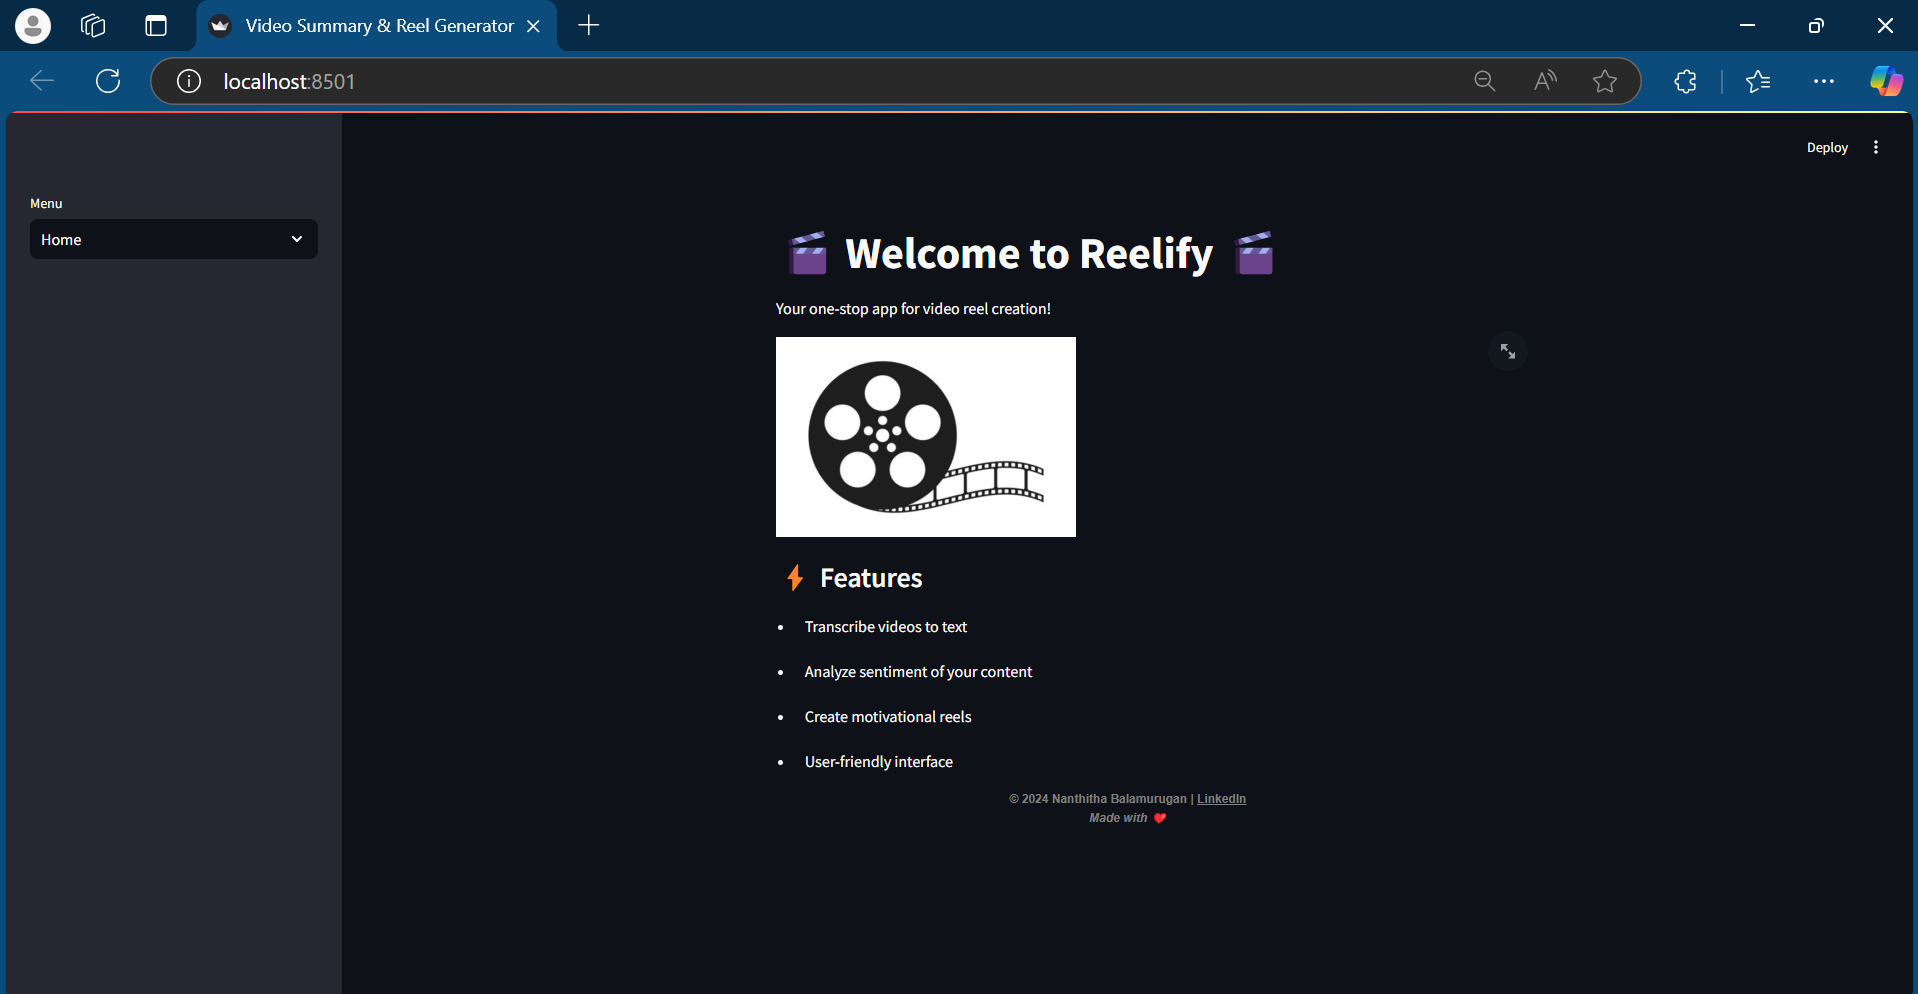 Video Summary & Reel Generator
localhost:8501
Deploy
Menu
Home
🎬 Welcome to Reelify 🎬
Your one-stop app for video reel creation!
⚡ Features
• Transcribe videos to text
• Analyze sentiment of your content
• Create motivational reels
• User-friendly interface
© 2024 Nanthitha Balamurugan | LinkedIn
Made with ❤️